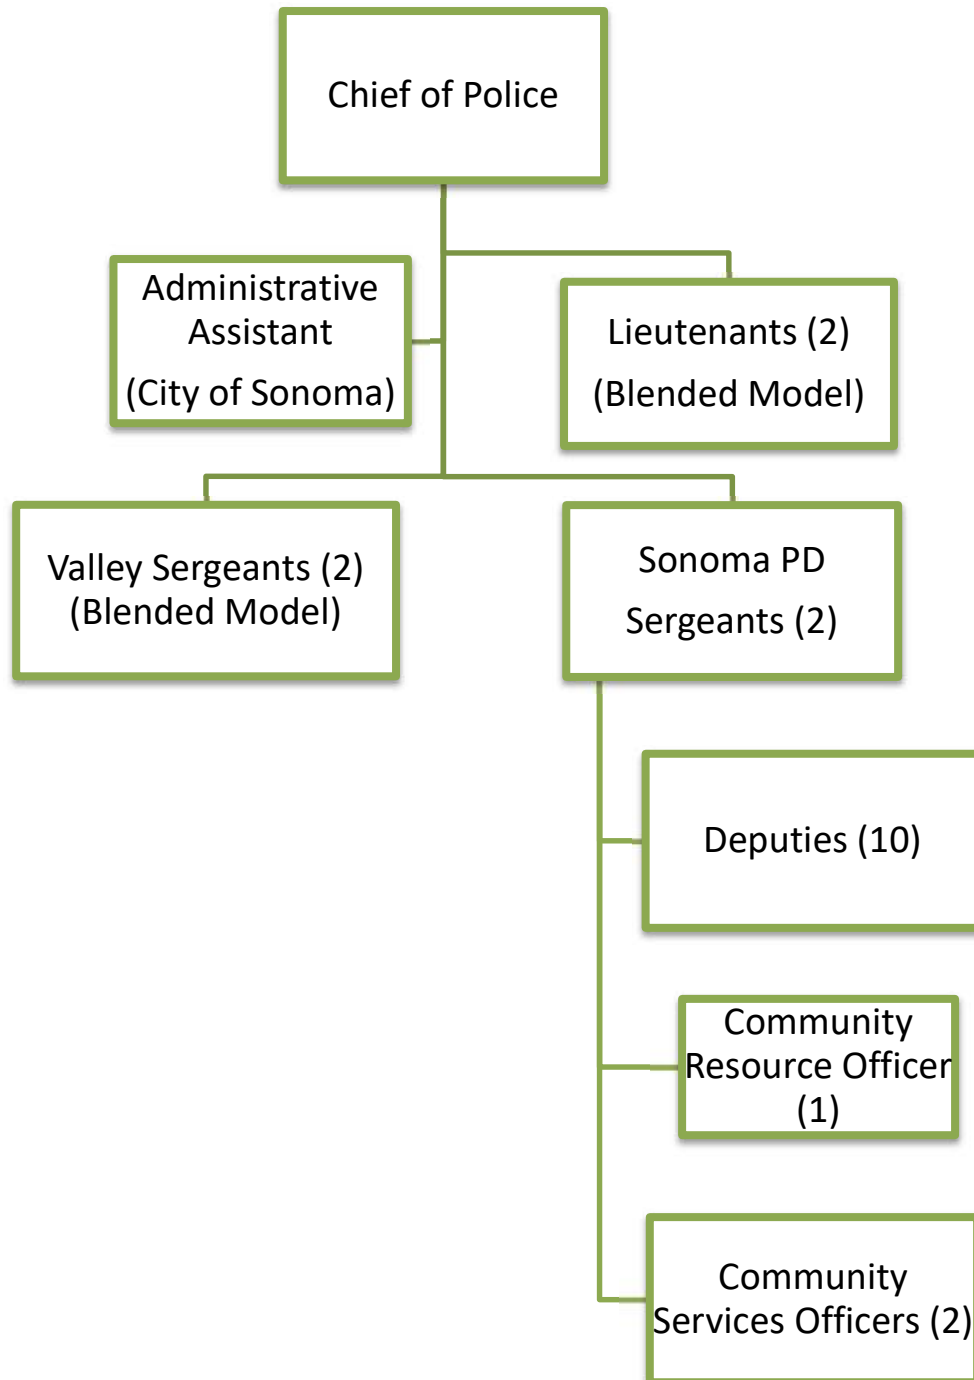 Chief of Police
Administrative
Assistant
(City of Sonoma)
Lieutenants (2)
(Blended Model)
Valley Sergeants (2)
(Blended Model)
Sonoma PD
Sergeants (2)
Deputies (10)
Community
Resource Officer
(1)
Community
Services Officers (2)